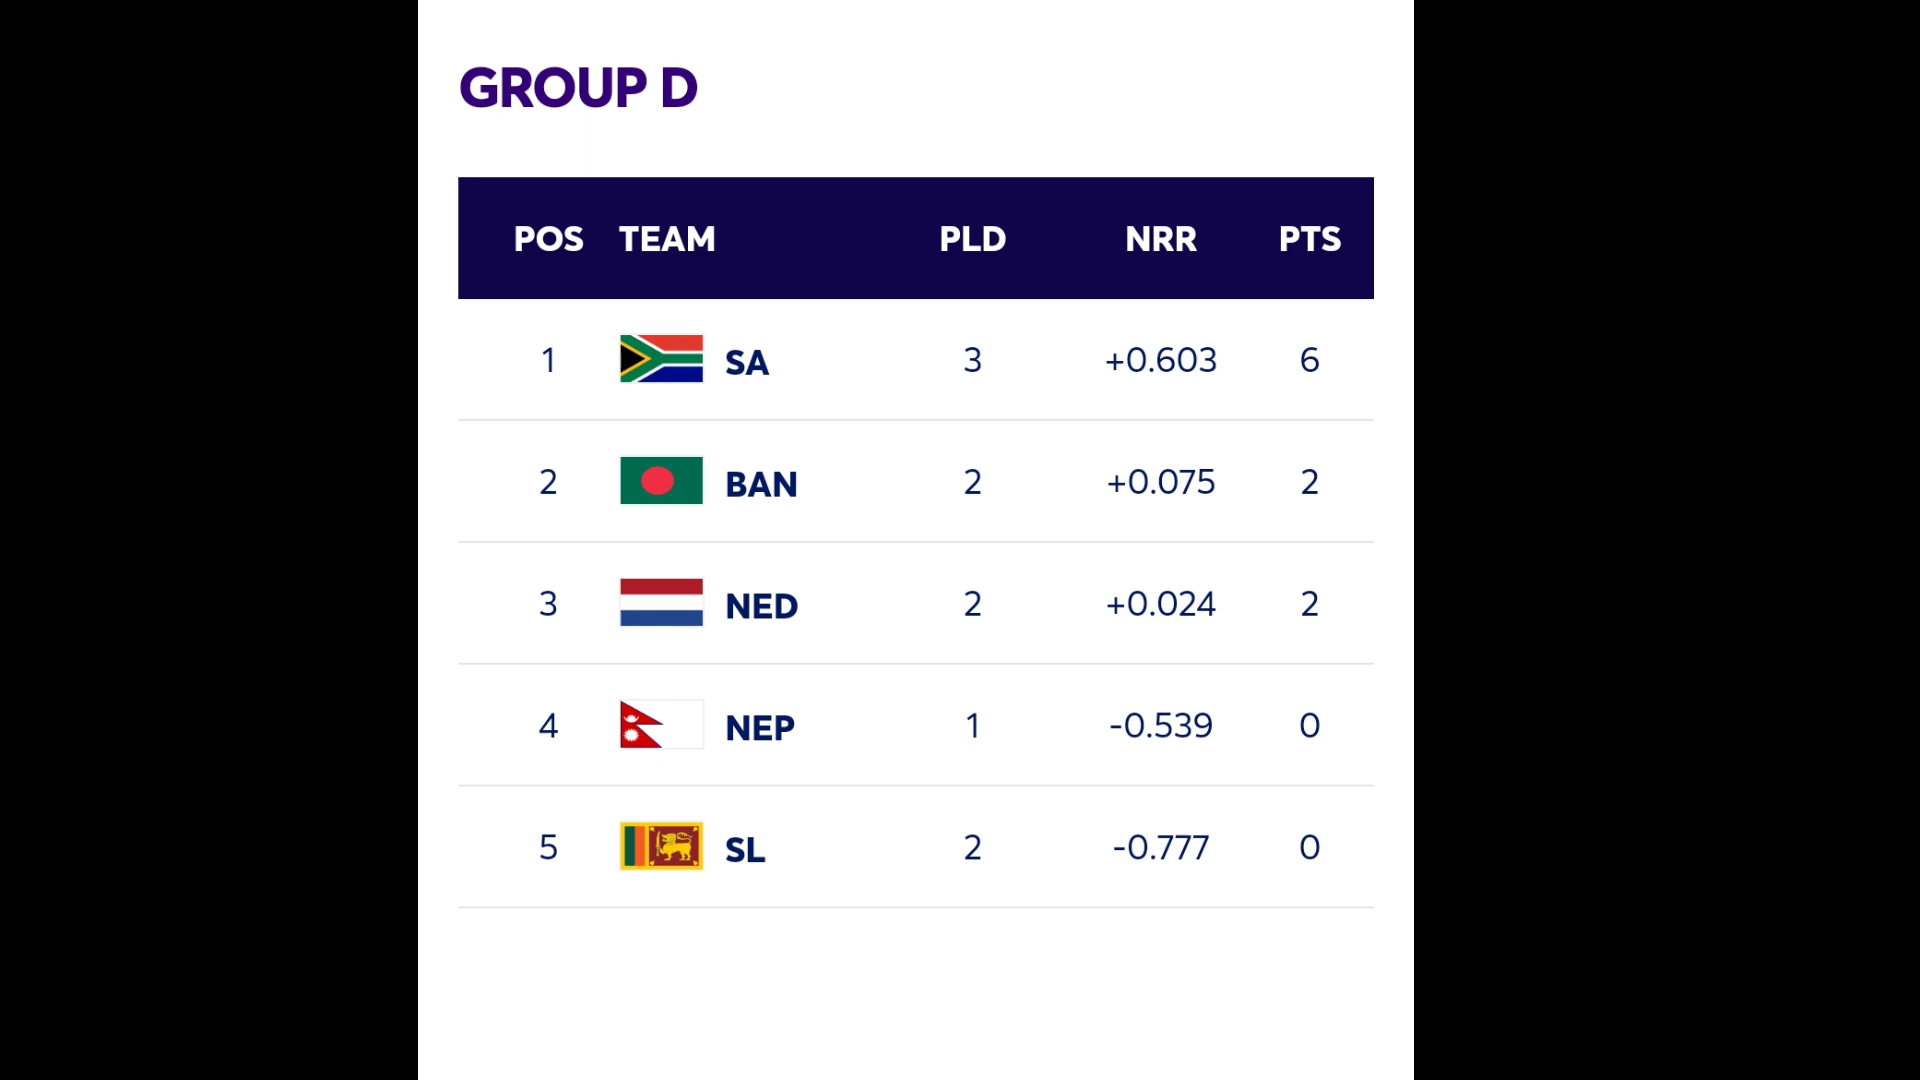 GROUP D
POS TEAM PLD NRR PTS
1 SA 3 +0.603 6
2 BAN 2 +0.075 2
3 NED 2 +0.024 2
4 NEP 1 -0.539 0
5 SL 2 -0.777 0